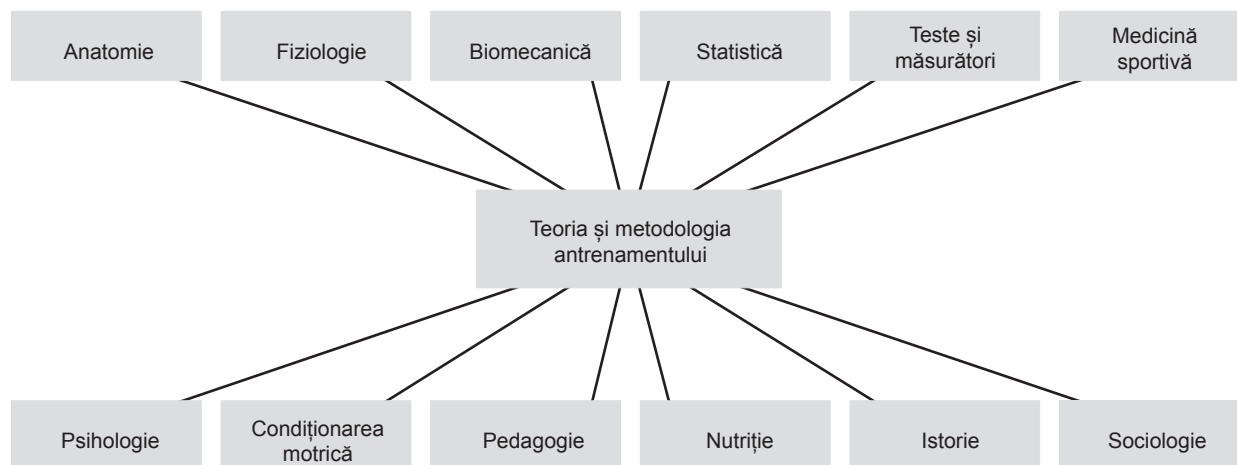 Anatomie
Fiziologie
Biomecanică
Statistică
Teste și
măsurători
Medicină
sportivă
Teoria și metodologia
antrenamentului
Psihologie
Condiționarea
motrică
Pedagogie
Nutriție
Istorie
Sociologie